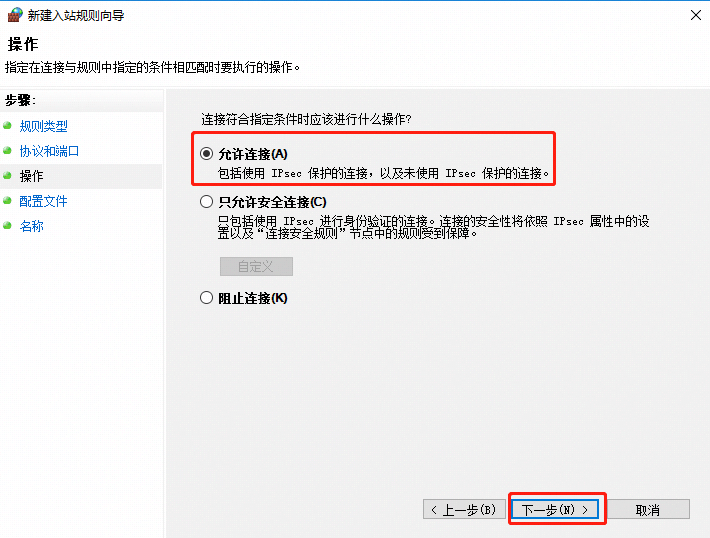 新建入站规则向导
操作
指定在连接与规则中指定的条件相匹配时要执行的操作。
步骤:
规则类型
协议和端口
操作
配置文件
名称
连接符合指定条件时应该进行什么操作?
允许连接(A)
包括使用 IPsec 保护的连接，以及未使用 IPsec 保护的连接。
只允许安全连接(C)
只包括使用 IPsec 进行身份验证的连接。连接的安全性将依照 IPsec 属性中的设
置以及“连接安全规则”节点中的规则受到保障。
自定义
阻止连接(K)
< 上一步(B)
下一步(N) >
取消